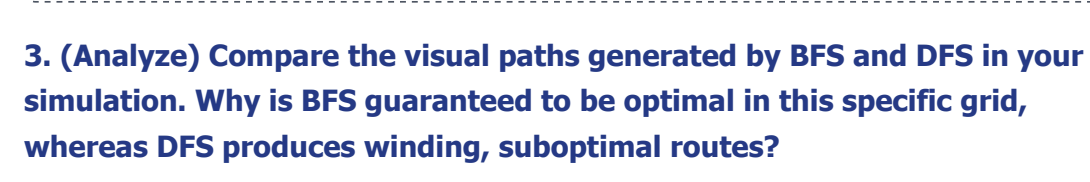 3. (Analyze) Compare the visual paths generated by BFS and DFS in your
simulation. Why is BFS guaranteed to be optimal in this specific grid,
whereas DFS produces winding, suboptimal routes?